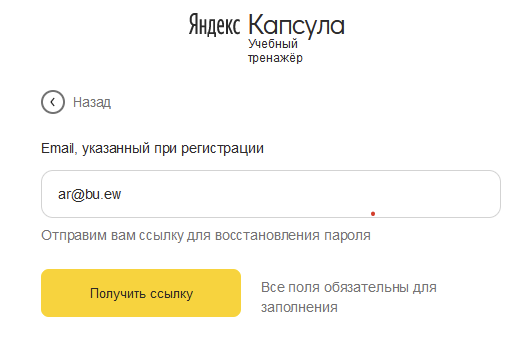 Яндекс Капсула
Учебный
тренажёр
Назад
Email, указанный при регистрации
ar@bu.ew
Отправим вам ссылку для восстановления пароля
Получить ссылку
Все поля обязательны для
заполнения